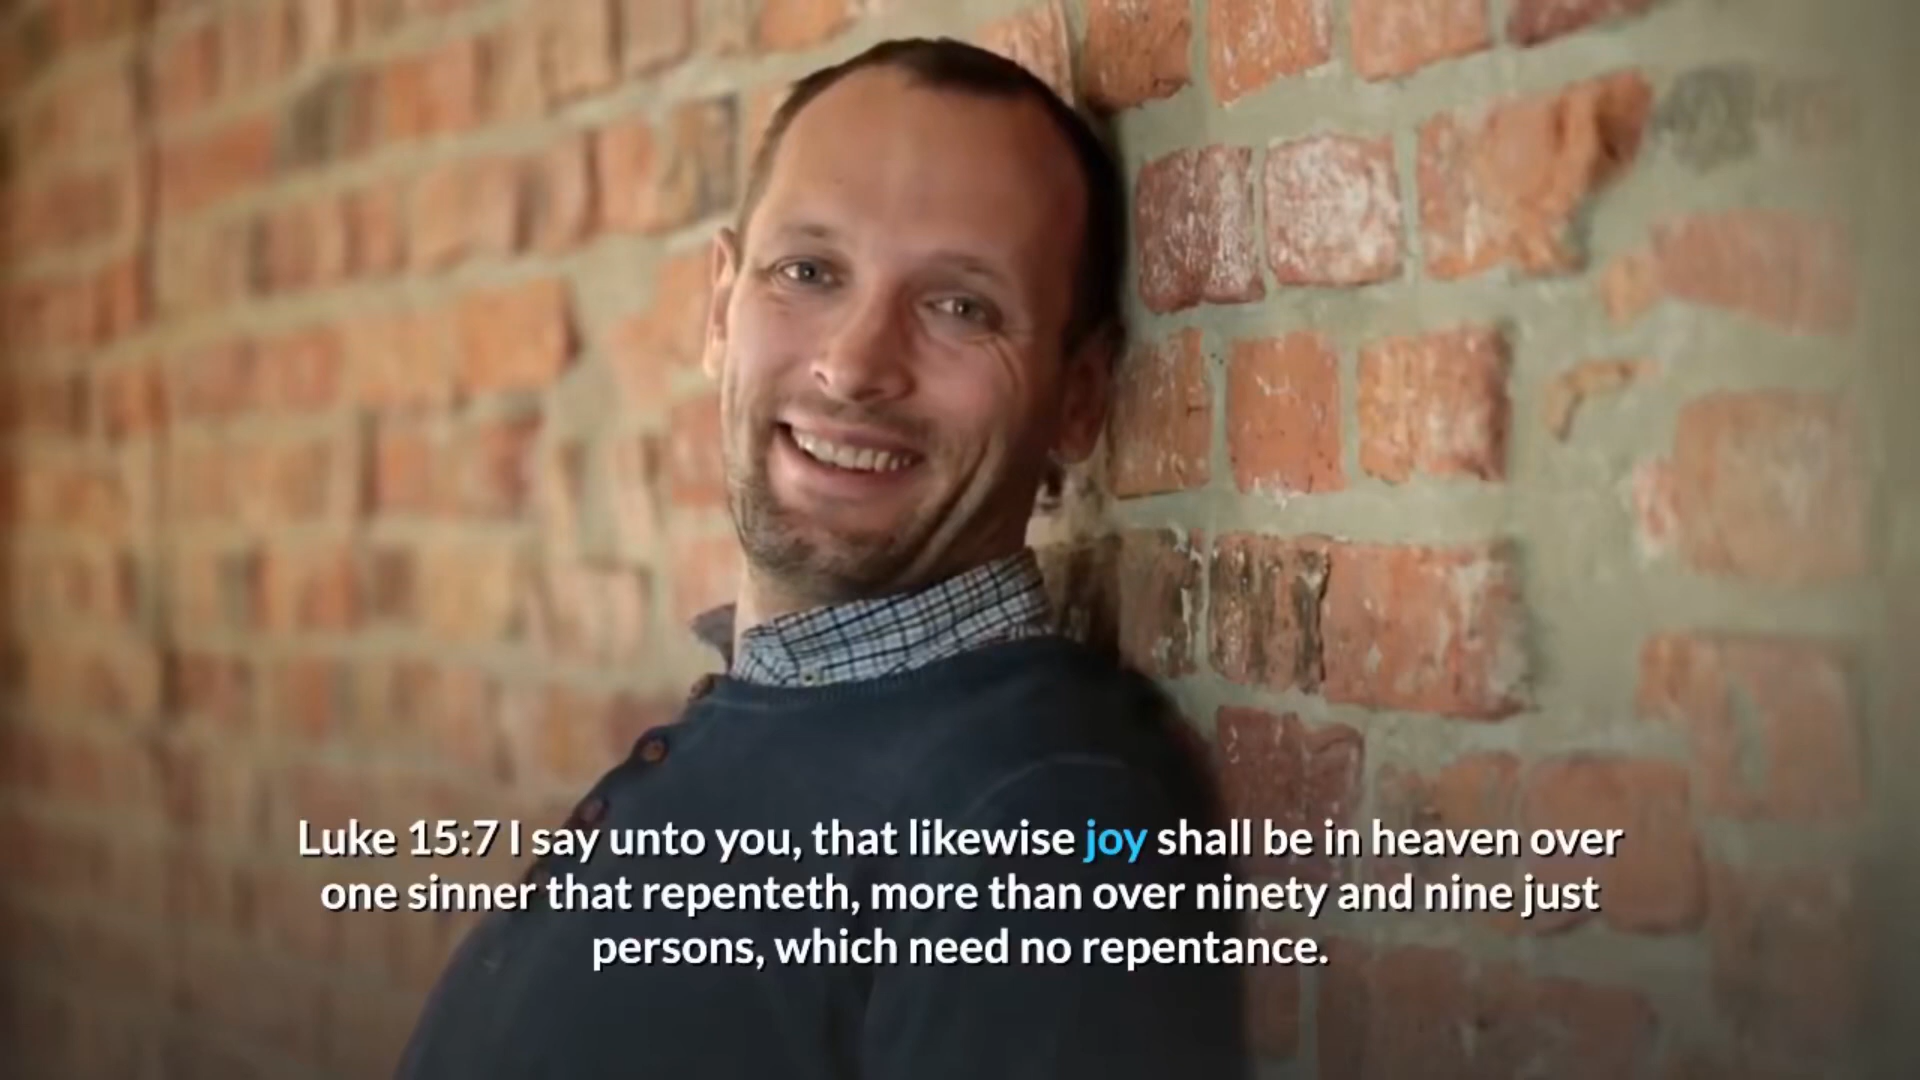 Luke 15:7 I say unto you, that likewise joy shall be in heaven over
one sinner that repenteth, more than over ninety and nine just
persons, which need no repentance.